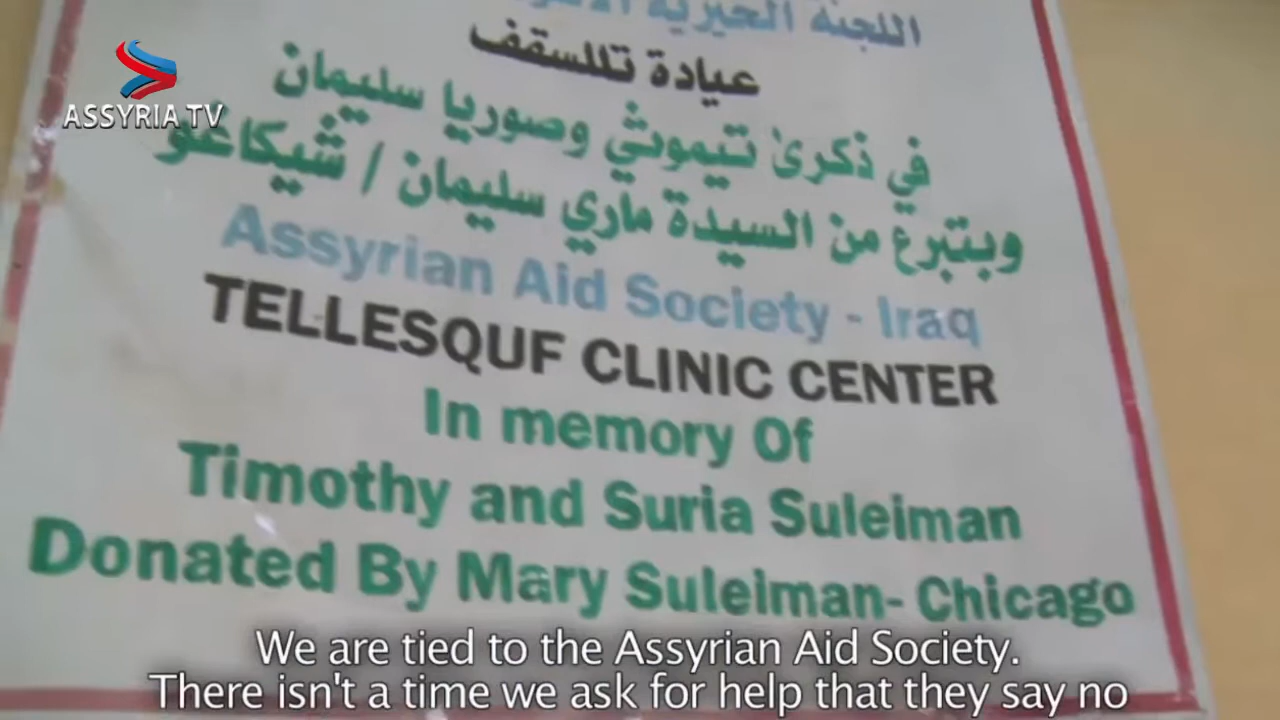 اللجنة الخيرية
ASSYRIA TV
عيادة تللسقف
في ذكرى تيموثي وصوريا سليمان
وبتبرع من السيدة ماري سليمان / شيكاغو
Assyrian Aid Society - Iraq
TELLESQUF CLINIC CENTER
In memory Of
Timothy and Suria Suleiman
Donated By Mary Suleiman- Chicago
We are tied to the Assyrian Aid Society.
There isn't a time we ask for help that they say no